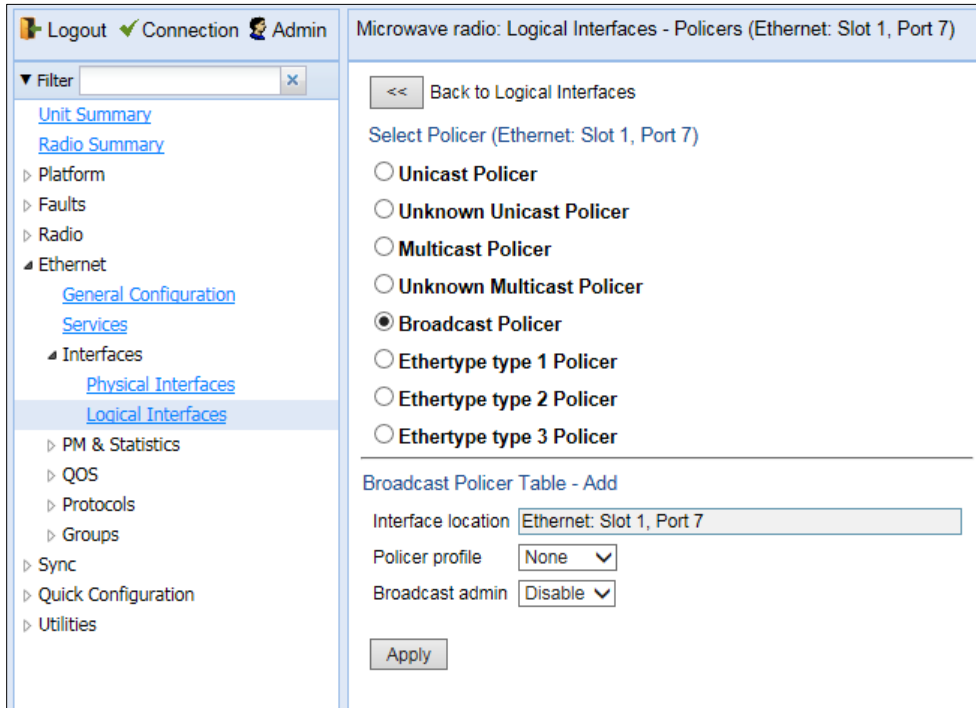 Logout Connection Admin
Filter
Unit Summary
Radio Summary
Platform
Faults
Radio
Ethernet
General Configuration
Services
Interfaces
Physical Interfaces
Logical Interfaces
PM & Statistics
QOS
Protocols
Groups
Sync
Quick Configuration
Utilities
Microwave radio: Logical Interfaces - Policers (Ethernet: Slot 1, Port 7)
<< Back to Logical Interfaces
Select Policer (Ethernet: Slot 1, Port 7)
Unicast Policer
Unknown Unicast Policer
Multicast Policer
Unknown Multicast Policer
Broadcast Policer
Ethertype type 1 Policer
Ethertype type 2 Policer
Ethertype type 3 Policer
Broadcast Policer Table - Add
Interface location Ethernet: Slot 1, Port 7
Policer profile None
Broadcast admin Disable
Apply